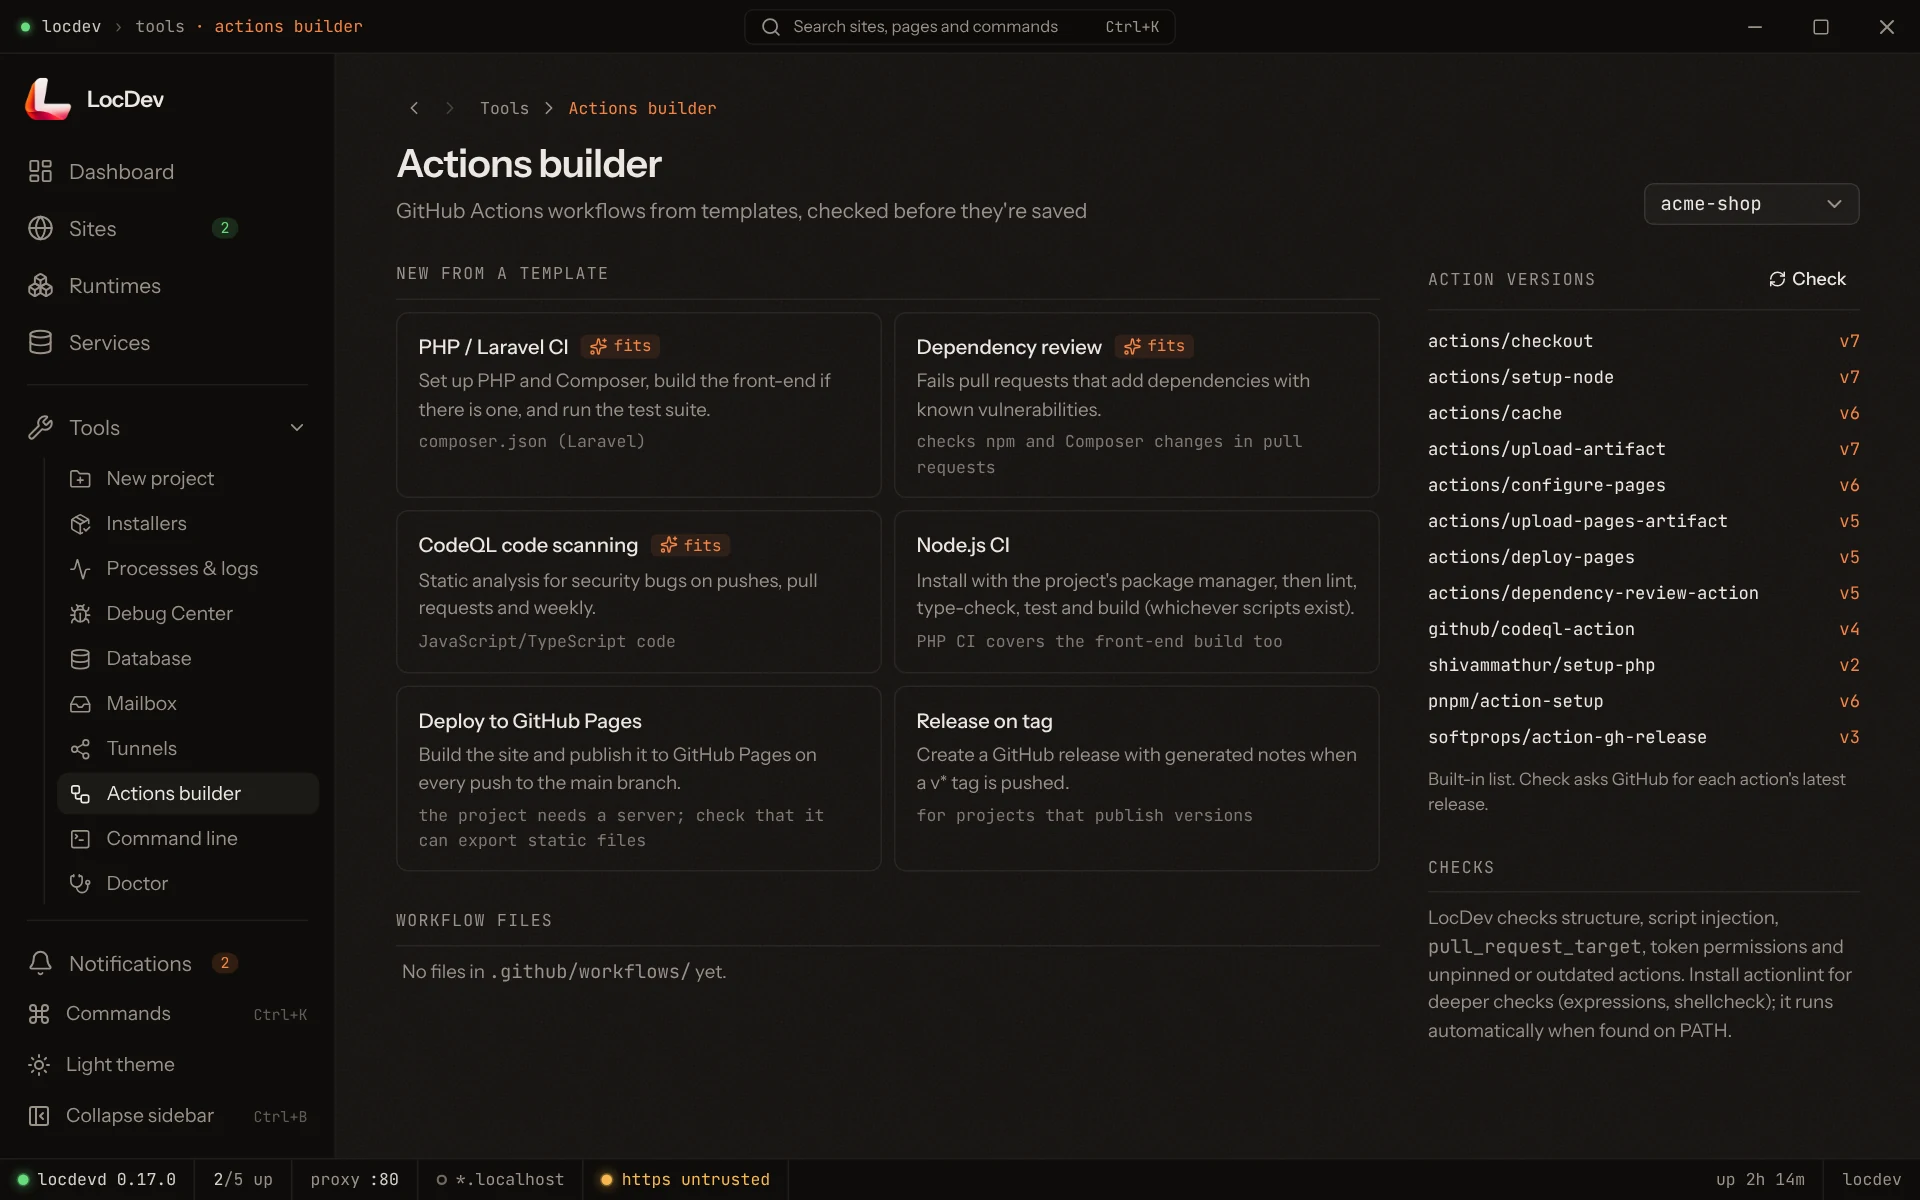 locdev › tools · actions builder
Search sites, pages and commands Ctrl+K
LocDev
Dashboard
Sites 2
Runtimes
Services
Tools
New project
Installers
Processes & logs
Debug Center
Database
Mailbox
Tunnels
Actions builder
Command line
Doctor
Notifications 2
Commands Ctrl+K
Light theme
Collapse sidebar Ctrl+B
Tools > Actions builder
Actions builder
GitHub Actions workflows from templates, checked before they're saved
acme-shop
NEW FROM A TEMPLATE
PHP / Laravel CI fits
Set up PHP and Composer, build the front-end if
there is one, and run the test suite.
composer.json (Laravel)
Dependency review fits
Fails pull requests that add dependencies with
known vulnerabilities.
checks npm and Composer changes in pull
requests
CodeQL code scanning fits
Static analysis for security bugs on pushes, pull
requests and weekly.
JavaScript/TypeScript code
Node.js CI
Install with the project's package manager, then lint,
type-check, test and build (whichever scripts exist).
PHP CI covers the front-end build too
Deploy to GitHub Pages
Build the site and publish it to GitHub Pages on
every push to the main branch.
the project needs a server; check that it
can export static files
Release on tag
Create a GitHub release with generated notes when
a v* tag is pushed.
for projects that publish versions
WORKFLOW FILES
No files in .github/workflows/ yet.
ACTION VERSIONS Check
actions/checkout v7
actions/setup-node v7
actions/cache v6
actions/upload-artifact v7
actions/configure-pages v6
actions/upload-pages-artifact v5
actions/deploy-pages v5
actions/dependency-review-action v5
github/codeql-action v4
shivammathur/setup-php v2
pnpm/action-setup v6
softprops/action-gh-release v3
Built-in list. Check asks GitHub for each action's latest
release.
CHECKS
LocDev checks structure, script injection,
pull_request_target, token permissions and
unpinned or outdated actions. Install actionlint for
deeper checks (expressions, shellcheck); it runs
automatically when found on PATH.
locdevd 0.17.0 2/5 up proxy :80 *.localhost https untrusted up 2h 14m locdev